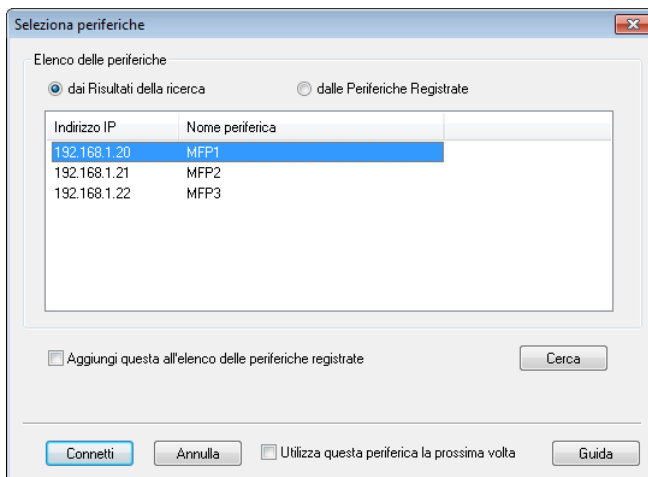 Seleziona periferiche
Elenco delle periferiche
dai Risultati della ricerca dalle Periferiche Registrate
Indirizzo IP Nome periferica
192.168.1.20 MFP1
192.168.1.21 MFP2
192.168.1.22 MFP3
Aggiungi questa all'elenco delle periferiche registrate Cerca
Connetti Annulla Utilizza questa periferica la prossima volta Guida